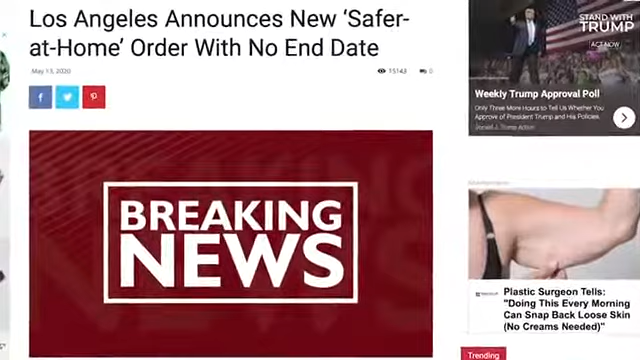 Los Angeles Announces New ‘Safer-
at-Home’ Order With No End Date
May 13, 2020
15143
0
BREAKING
NEWS
STAND WITH
TRUMP
ACT NOW
Weekly Trump Approval Poll
Only Three More Hours to Tell Us Whether You
Approve of President Trump and His Policies.
Plastic Surgeon Tells:
"Doing This Every Morning
Can Snap Back Loose Skin
(No Creams Needed)"
Trending